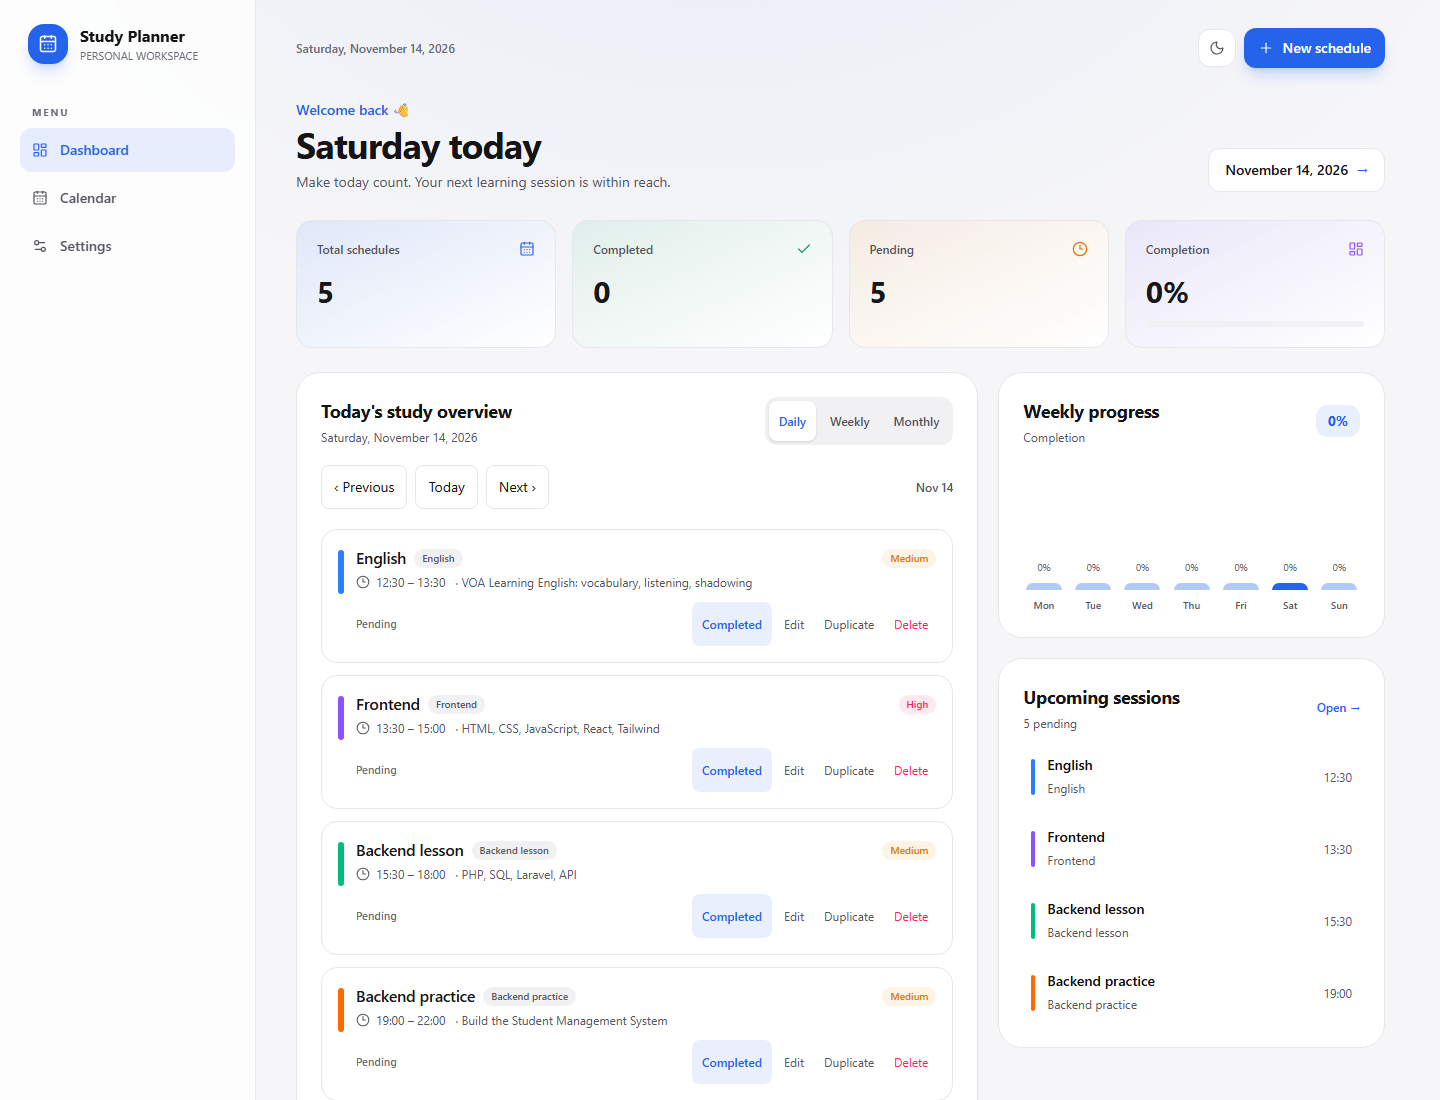 Study Planner
PERSONAL WORKSPACE
MENU
Dashboard
Calendar
Settings
Saturday, November 14, 2026
New schedule
Welcome back 👋
Saturday today
Make today count. Your next learning session is within reach.
November 14, 2026 →
Total schedules
5
Completed
0
Pending
5
Completion
0%
Today's study overview
Saturday, November 14, 2026
Daily
Weekly
Monthly
‹ Previous
Today
Next ›
Nov 14
English English Medium
12:30 – 13:30 · VOA Learning English: vocabulary, listening, shadowing
Pending Completed Edit Duplicate Delete
Frontend Frontend High
13:30 – 15:00 · HTML, CSS, JavaScript, React, Tailwind
Pending Completed Edit Duplicate Delete
Backend lesson Backend lesson Medium
15:30 – 18:00 · PHP, SQL, Laravel, API
Pending Completed Edit Duplicate Delete
Backend practice Backend practice Medium
19:00 – 22:00 · Build the Student Management System
Pending Completed Edit Duplicate Delete
Weekly progress
0%
Completion
0% 0% 0% 0% 0% 0% 0%
Mon Tue Wed Thu Fri Sat Sun
Upcoming sessions
Open →
5 pending
English
English
12:30
Frontend
Frontend
13:30
Backend lesson
Backend lesson
15:30
Backend practice
Backend practice
19:00